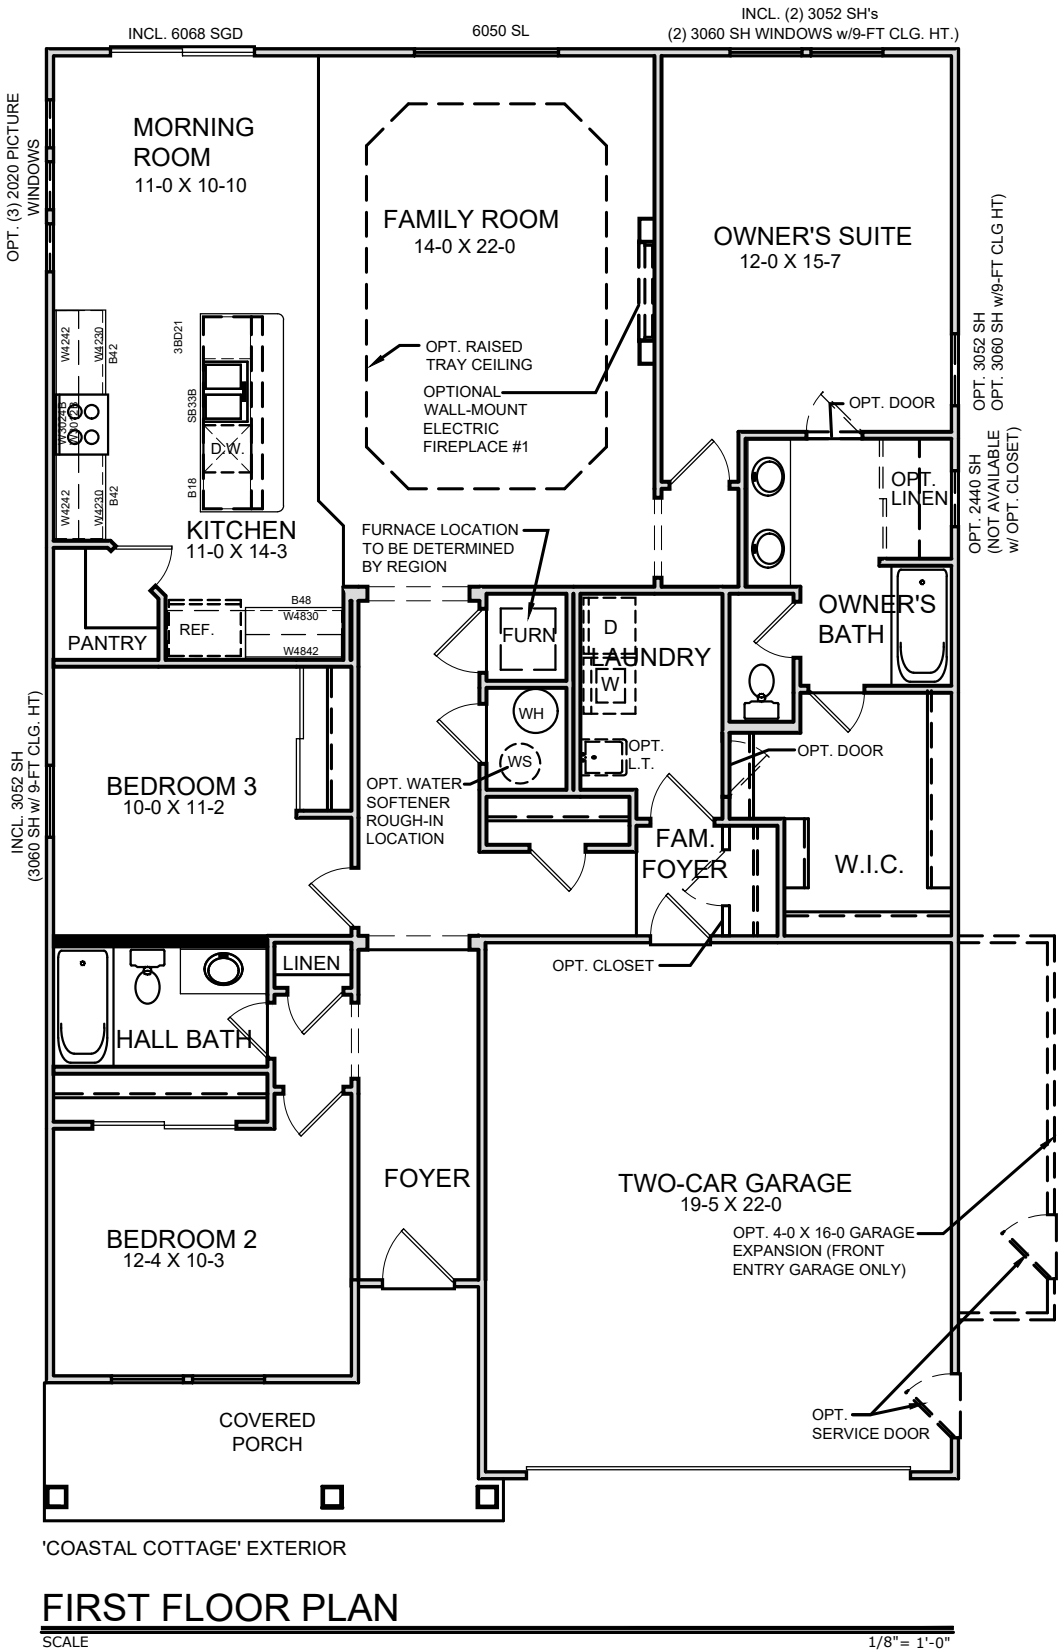 INCL. 6068 SGD
6050 SL
INCL. (2) 3052 SH's
(2) 3060 SH WINDOWS w/9-FT CLG. HT.)
OPT. (3) 2020 PICTURE
WINDOWS
MORNING
ROOM
11-0 X 10-10
FAMILY ROOM
14-0 X 22-0
OWNER'S SUITE
12-0 X 15-7
OPT. 3052 SH
OPT. 3060 SH w/9-FT CLG HT)
W4242
W4230
B42
3BD21
OPT. RAISED
TRAY CEILING
OPTIONAL
WALL-MOUNT
ELECTRIC
FIREPLACE #1
OPT. DOOR
W3024B
SB33B
D.W.
B18
W4242
W4230
B42
OPT.
LINEN
OPT. 2440 SH
(NOT AVAILABLE
w/ OPT. CLOSET)
KITCHEN
11-0 X 14-3
FURNACE LOCATION
TO BE DETERMINED
BY REGION
PANTRY
REF.
B48
W4830
W4842
FURN
D
LAUNDRY
W
OWNER'S
BATH
WH
WS
OPT.
L.T.
OPT. DOOR
INCL. 3052 SH
(3060 SH w/ 9-FT CLG. HT)
BEDROOM 3
10-0 X 11-2
OPT. WATER
SOFTENER
ROUGH-IN
LOCATION
FAM.
FOYER
W.I.C.
LINEN
OPT. CLOSET
HALL BATH
FOYER
TWO-CAR GARAGE
19-5 X 22-0
OPT. 4-0 X 16-0 GARAGE
EXPANSION (FRONT
ENTRY GARAGE ONLY)
BEDROOM 2
12-4 X 10-3
OPT.
SERVICE DOOR
COVERED
PORCH
'COASTAL COTTAGE' EXTERIOR
FIRST FLOOR PLAN
SCALE
1/8"= 1'-0"